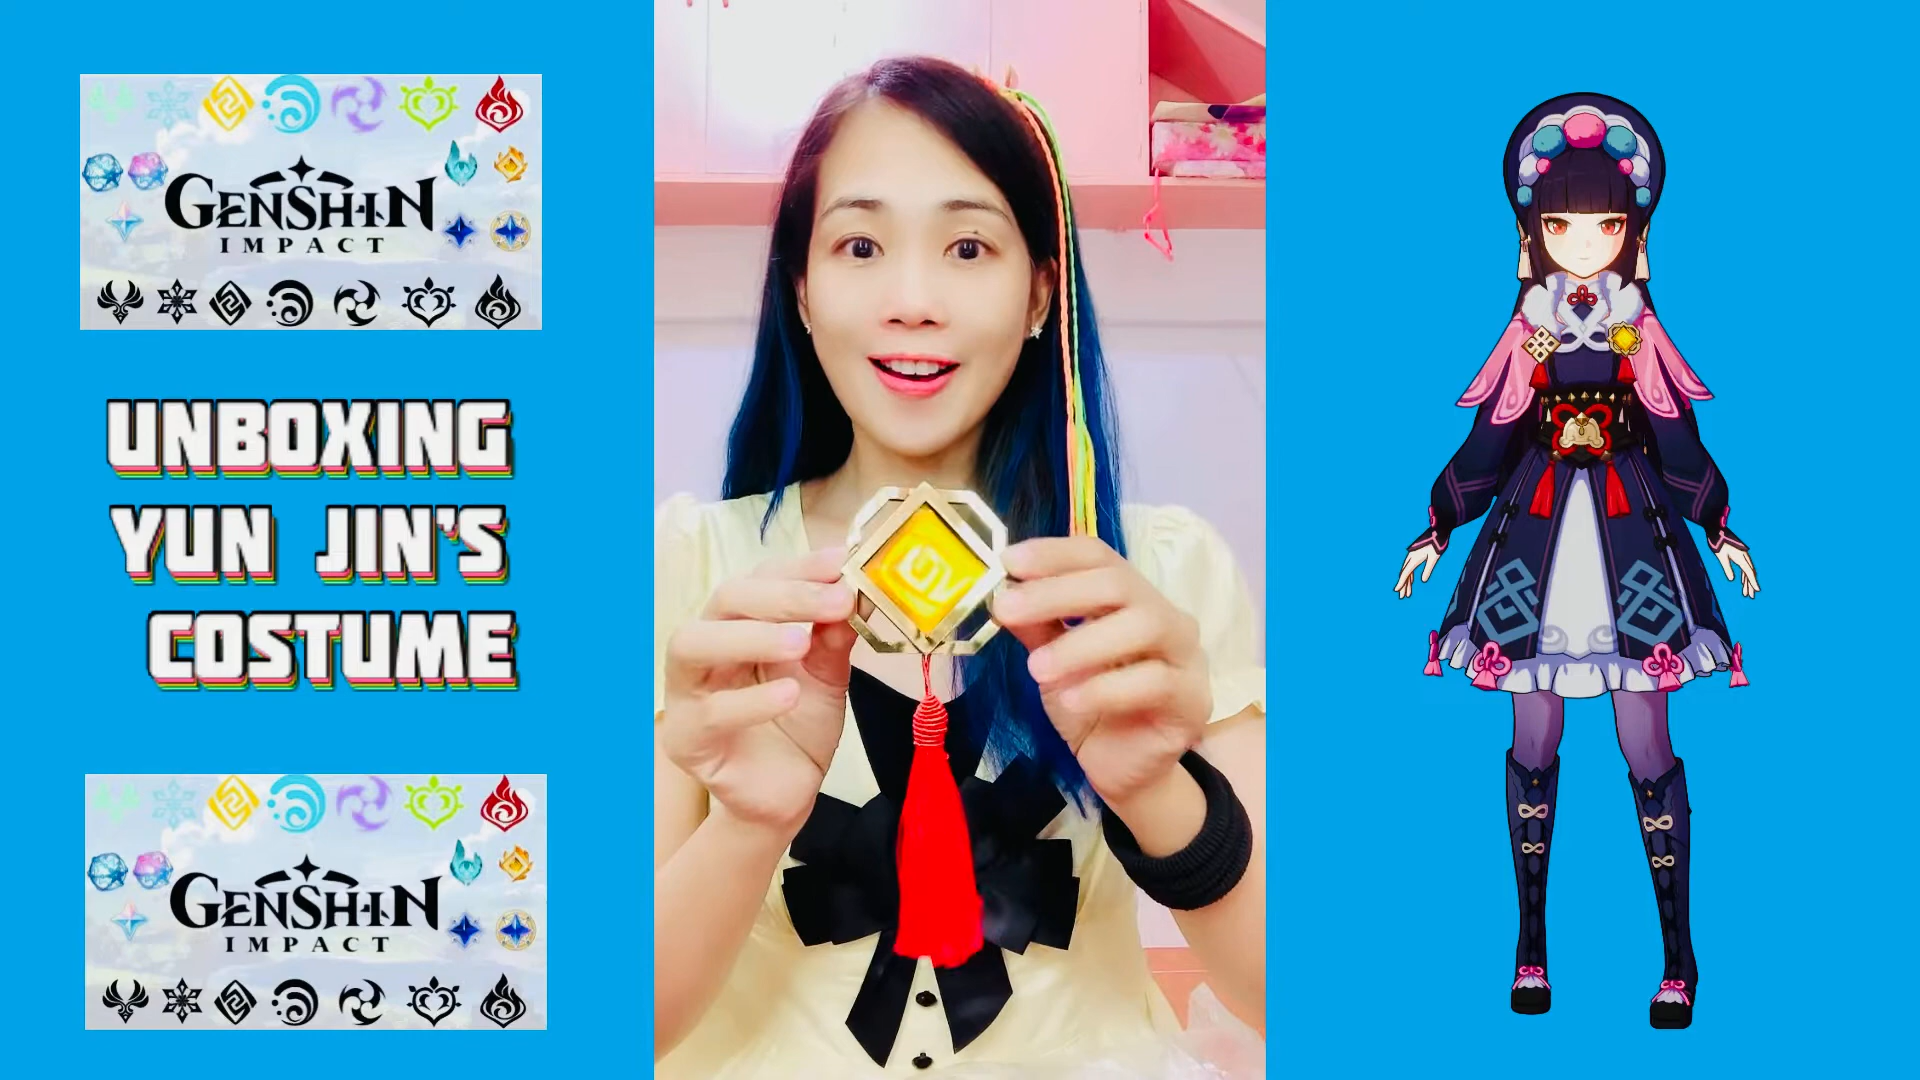 GENSHIN
IMPACT
UNBOXING
YUN JIN'S
COSTUME
GENSHIN
IMPACT